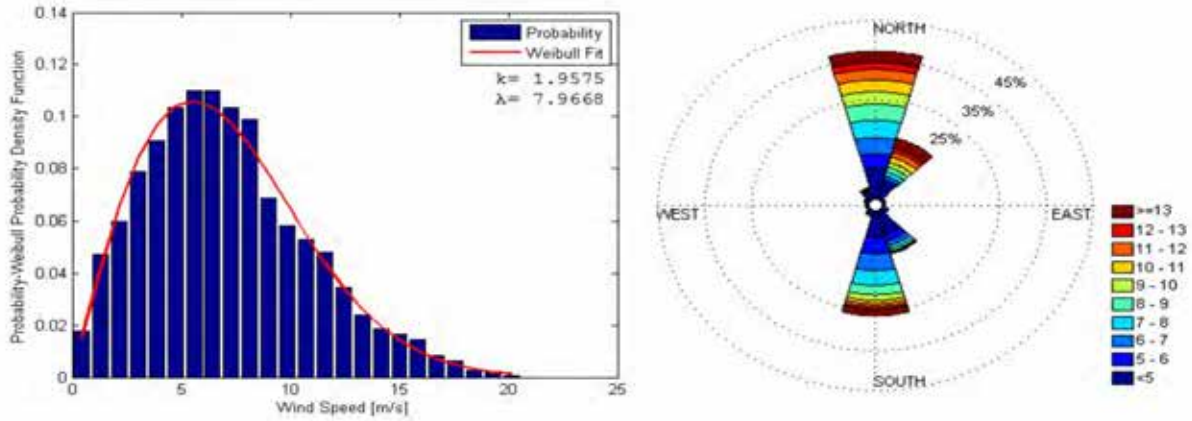 Probability-Weibull Probability Density Function
0.14
0.12
0.1
0.08
0.06
0.04
0.02
0
0 5 10 15 20 25
Wind Speed [m/s]
Probability
Weibull Fit
k= 1.9575
λ= 7.9668
NORTH
45%
35%
25%
WEST
EAST
SOUTH
>=13
12 - 13
11 - 12
10 - 11
9 - 10
8 - 9
7 - 8
6 - 7
5 - 6
<5